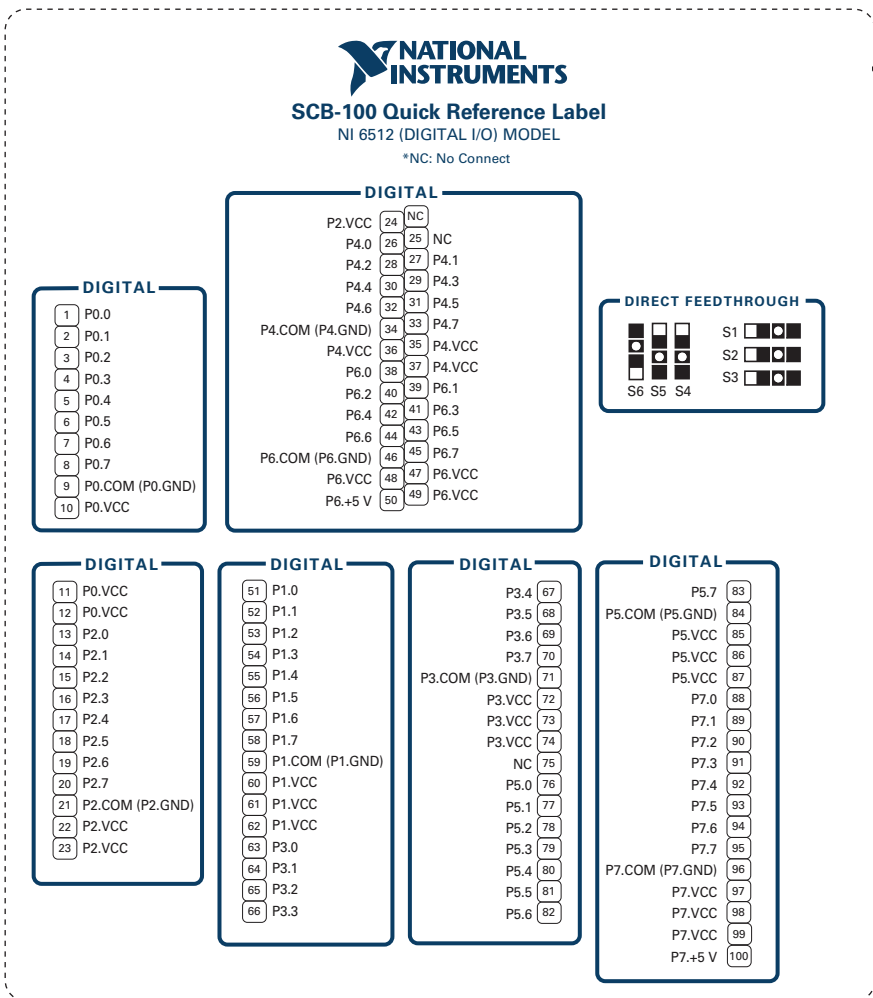 NATIONAL
INSTRUMENTS
SCB-100 Quick Reference Label
NI 6512 (DIGITAL I/O) MODEL
*NC: No Connect
DIGITAL
P2.VCC 24 NC
P4.0 26 25 NC
P4.2 28 27 P4.1
P4.4 30 29 P4.3
P4.6 32 31 P4.5
P4.COM (P4.GND) 34 33 P4.7
P4.VCC 36 35 P4.VCC
P6.0 38 37 P4.VCC
P6.2 40 39 P6.1
P6.4 42 41 P6.3
P6.6 44 43 P6.5
P6.COM (P6.GND) 46 45 P6.7
P6.VCC 48 47 P6.VCC
P6.+5 V 50 49 P6.VCC
DIGITAL
1 P0.0
2 P0.1
3 P0.2
4 P0.3
5 P0.4
6 P0.5
7 P0.6
8 P0.7
9 P0.COM (P0.GND)
10 P0.VCC
DIRECT FEEDTHROUGH
S1
S2
S3
S6 S5 S4
DIGITAL
11 P0.VCC
12 P0.VCC
13 P2.0
14 P2.1
15 P2.2
16 P2.3
17 P2.4
18 P2.5
19 P2.6
20 P2.7
21 P2.COM (P2.GND)
22 P2.VCC
23 P2.VCC
DIGITAL
51 P1.0
52 P1.1
53 P1.2
54 P1.3
55 P1.4
56 P1.5
57 P1.6
58 P1.7
59 P1.COM (P1.GND)
60 P1.VCC
61 P1.VCC
62 P1.VCC
63 P3.0
64 P3.1
65 P3.2
66 P3.3
DIGITAL
P3.4 67
P3.5 68
P3.6 69
P3.7 70
P3.COM (P3.GND) 71
P3.VCC 72
P3.VCC 73
P3.VCC 74
NC 75
P5.0 76
P5.1 77
P5.2 78
P5.3 79
P5.4 80
P5.5 81
P5.6 82
DIGITAL
P5.7 83
P5.COM (P5.GND) 84
P5.VCC 85
P5.VCC 86
P5.VCC 87
P7.0 88
P7.1 89
P7.2 90
P7.3 91
P7.4 92
P7.5 93
P7.6 94
P7.7 95
P7.COM (P7.GND) 96
P7.VCC 97
P7.VCC 98
P7.VCC 99
P7.+5 V 100